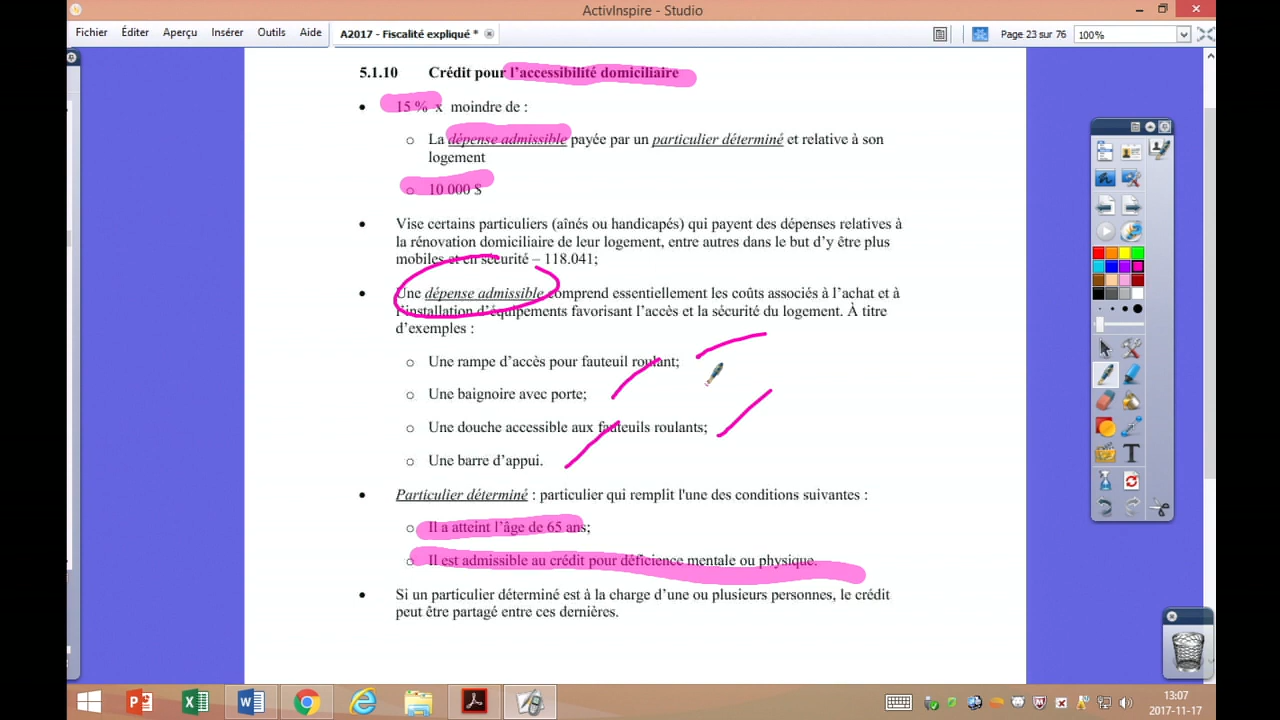 ActivInspire - Studio
Fichier Éditer Aperçu Insérer Outils Aide
A2017 - Fiscalité expliqué *
Page 23 sur 76
100%
5.1.10 Crédit pour l'accessibilité domiciliaire
• 15 % x moindre de :
o La dépense admissible payée par un particulier déterminé et relative à son
logement
o 10 000 $
• Vise certains particuliers (aînés ou handicapés) qui payent des dépenses relatives à
la rénovation domiciliaire de leur logement, entre autres dans le but d'y être plus
mobiles et en sécurité – 118.041;
• Une dépense admissible comprend essentiellement les coûts associés à l'achat et à
l'installation d'équipements favorisant l'accès et la sécurité du logement. À titre
d'exemples :
o Une rampe d'accès pour fauteuil roulant;
o Une baignoire avec porte;
o Une douche accessible aux fauteuils roulants;
o Une barre d'appui.
• Particulier déterminé : particulier qui remplit l'une des conditions suivantes :
o Il a atteint l'âge de 65 ans;
o Il est admissible au crédit pour déficience mentale ou physique.
• Si un particulier déterminé est à la charge d'une ou plusieurs personnes, le crédit
peut être partagé entre ces dernières.
13:07
2017-11-17